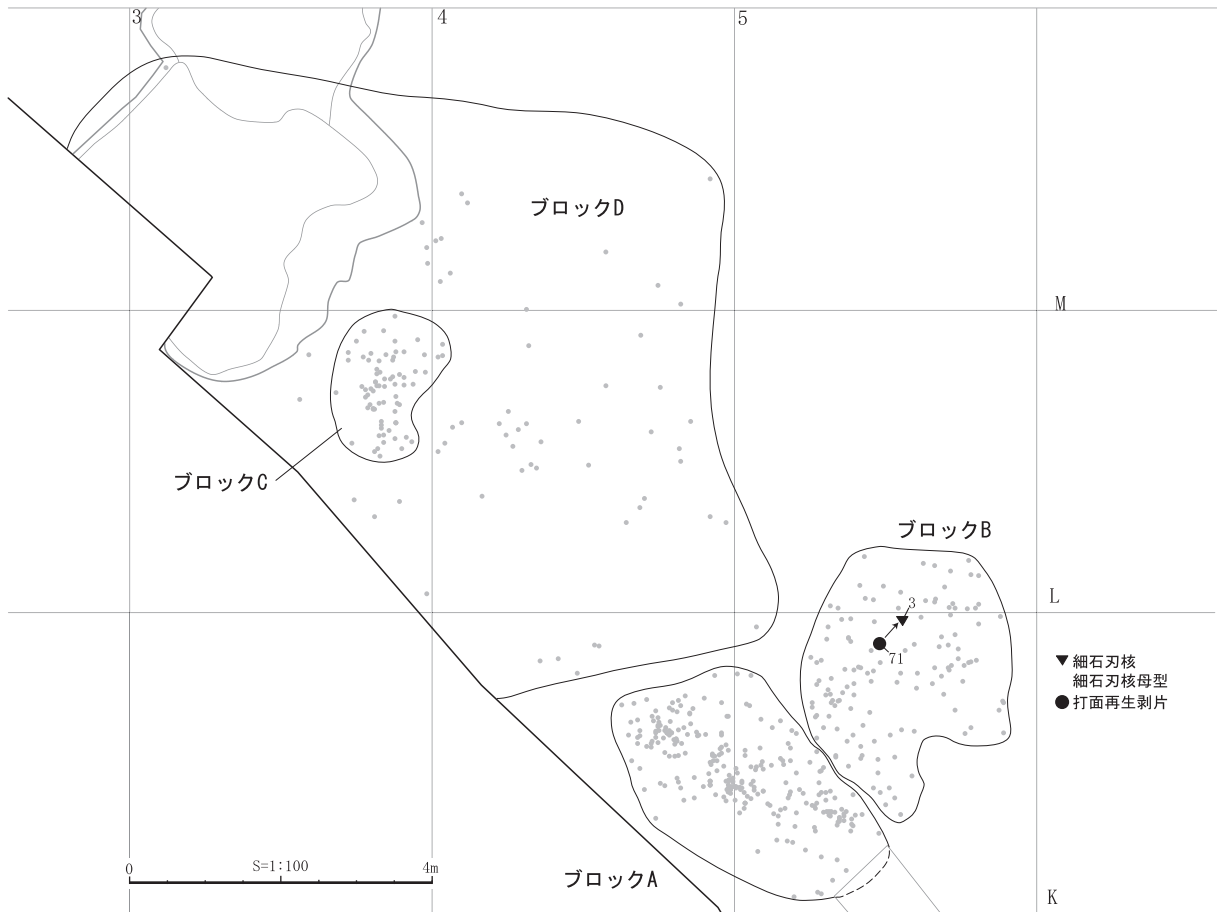 3
4
5
ブロックD
M
ブロックC
ブロックB
L
3
71
▼細石刃核
細石刃核母型
●打面再生剥片
S=1:100
0
4m
ブロックA
K